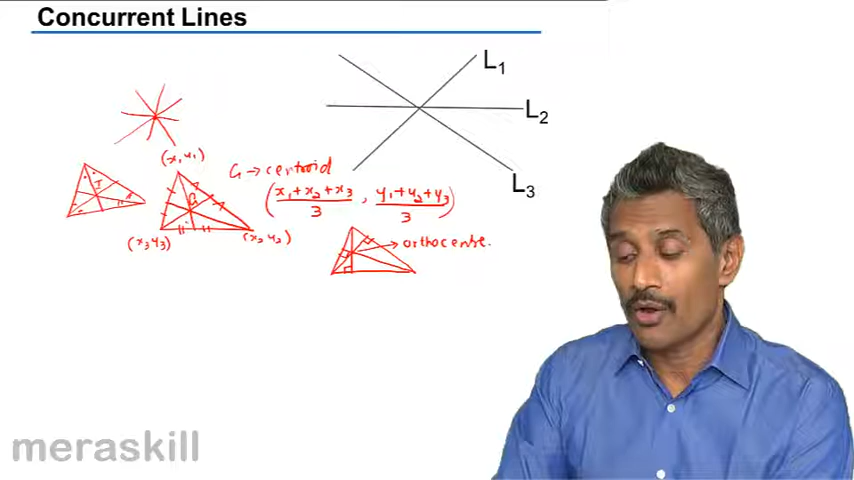 Concurrent Lines
L1
L2
L3
(x1 y1)
G → centroid
I
G
(x1 + x2 + x3 / 3 , y1 + y2 + y3 / 3)
(x3 y3)
(x2 y2)
→ orthocentre.
meraskill